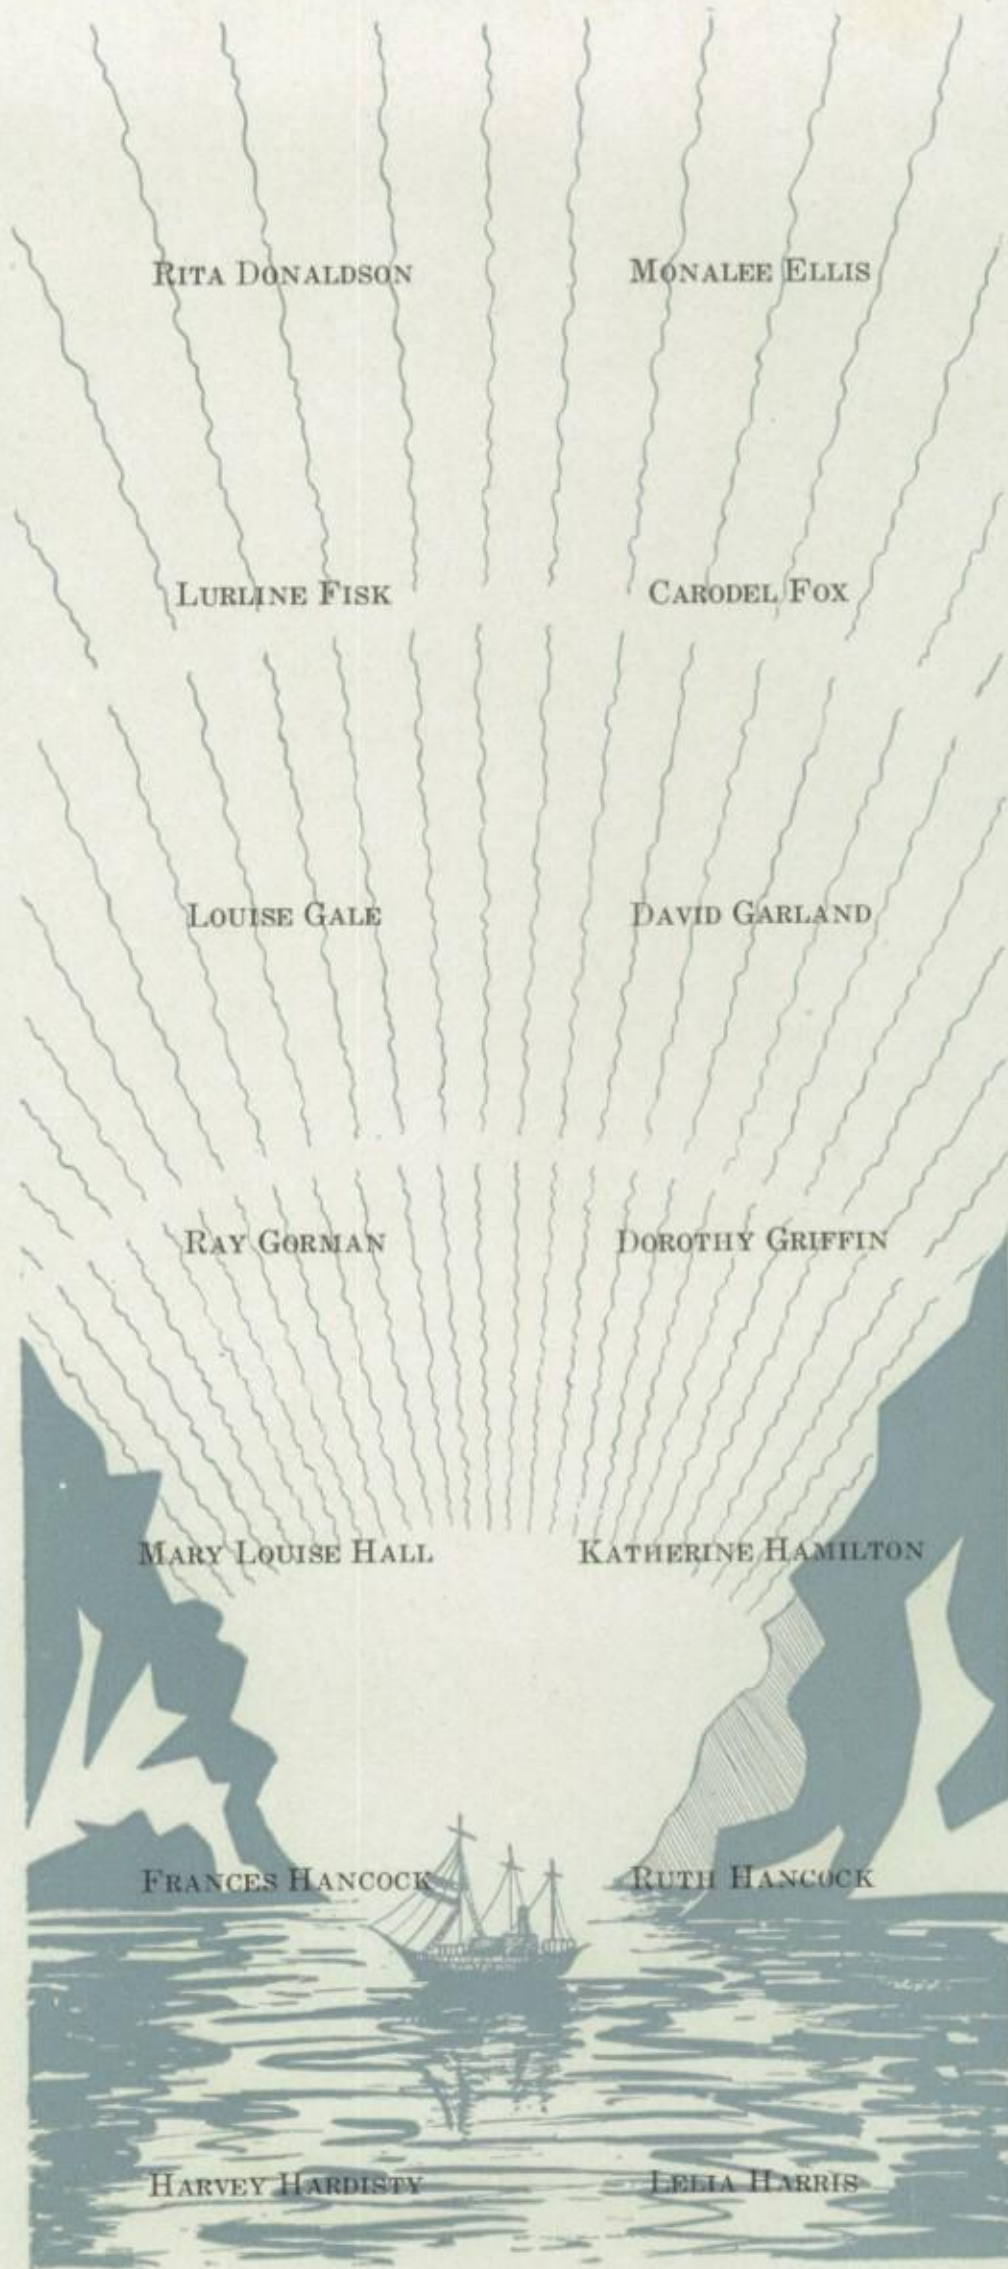 RITA DONALDSON MONALEE ELLIS
LURLINE FISK CARODEL FOX
LOUISE GALE DAVID GARLAND
RAY GORMAN DOROTHY GRIFFIN
MARY LOUISE HALL KATHERINE HAMILTON
FRANCES HANCOCK RUTH HANCOCK
HARVEY HARDISTY LELIA HARRIS